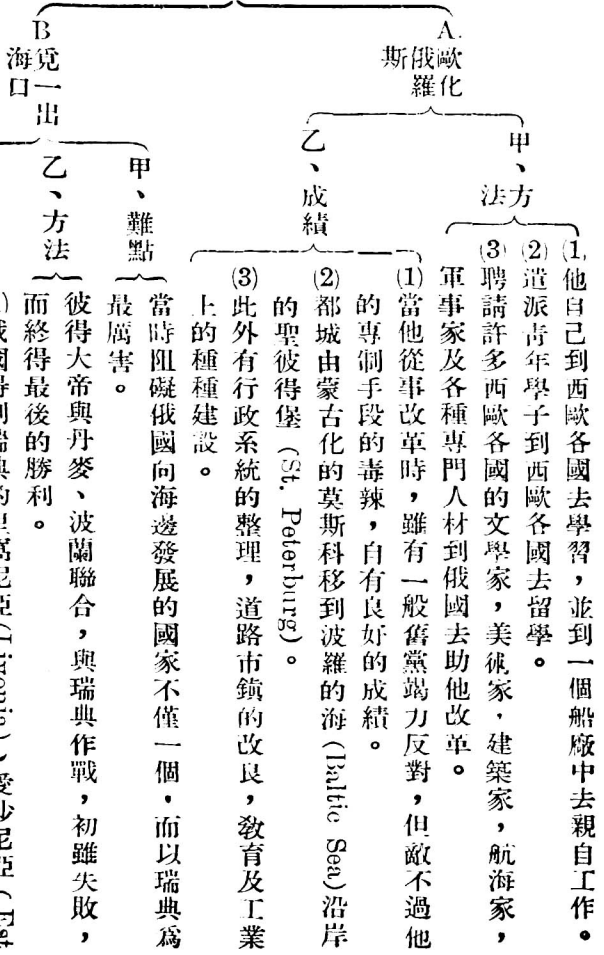 A. 歐化
俄羅
斯
甲、方
法
(1) 他自己到西歐各國去學習，並到一個船廠中去親自工作。
(2) 遣派青年學子到西歐各國去留學。
(3) 聘請許多西歐各國的文學家，美術家，建築家，航海家，
軍事家及各種專門人材到俄國去助他改革。
乙、成績
(1) 當他從事改革時，雖有一般舊黨竭力反對，但敵不過他
的專制手段的毒辣，自有良好的成績。
(2) 都城由蒙古化的莫斯科移到波羅的海(Baltic Sea)沿岸
的聖彼得堡 (St. Peterburg)。
(3) 此外有行政系統的整理，道路市鎮的改良，教育及工業
上的種種建設。
B 覓一出
海口
甲、難點
當時阻礙俄國向海邊發展的國家不僅一個，而以瑞典爲
最厲害。
乙、方法
彼得大帝與丹麥、波蘭聯合，與瑞典作戰，初雖失敗，
而終得最後的勝利。